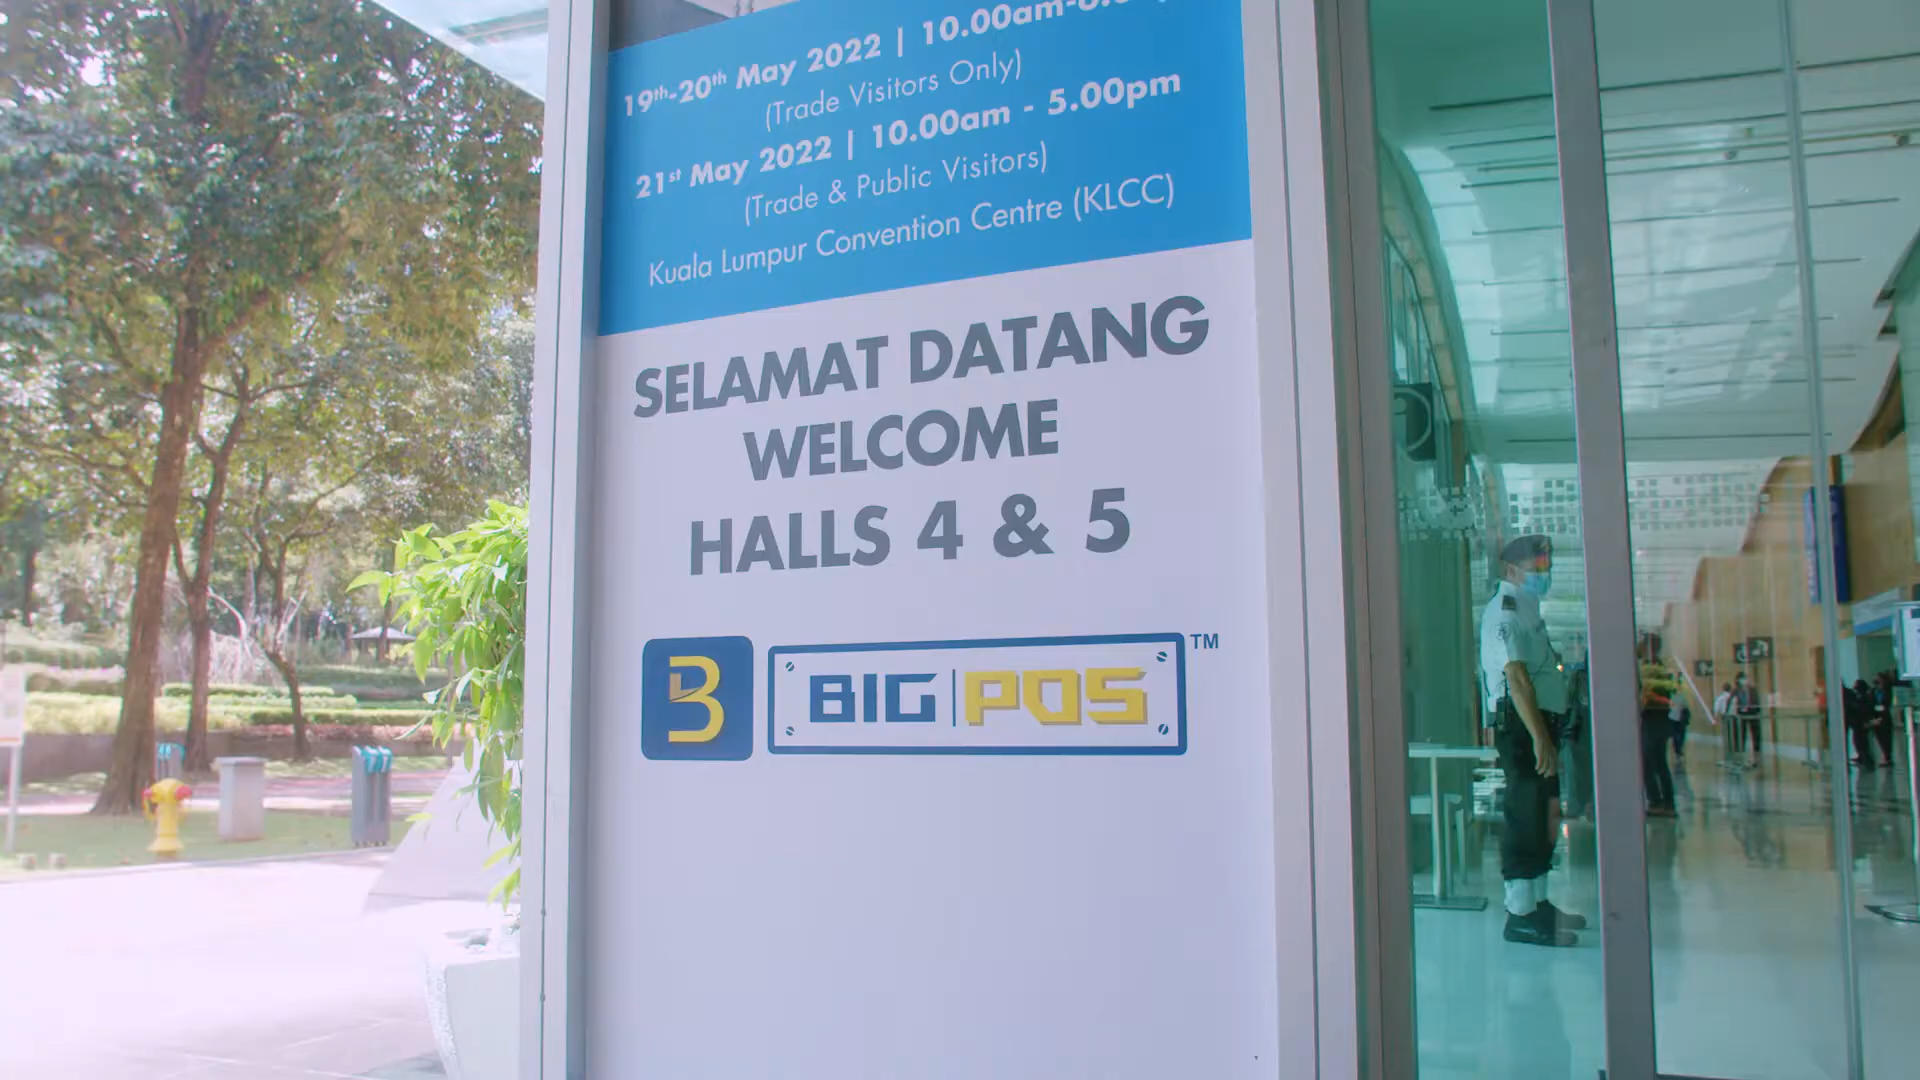 19th-20th May 2022 | 10.00am-
(Trade Visitors Only)
21st May 2022 | 10.00am - 5.00pm
(Trade & Public Visitors)
Kuala Lumpur Convention Centre (KLCC)
SELAMAT DATANG
WELCOME
HALLS 4 & 5
B BIG|POS TM